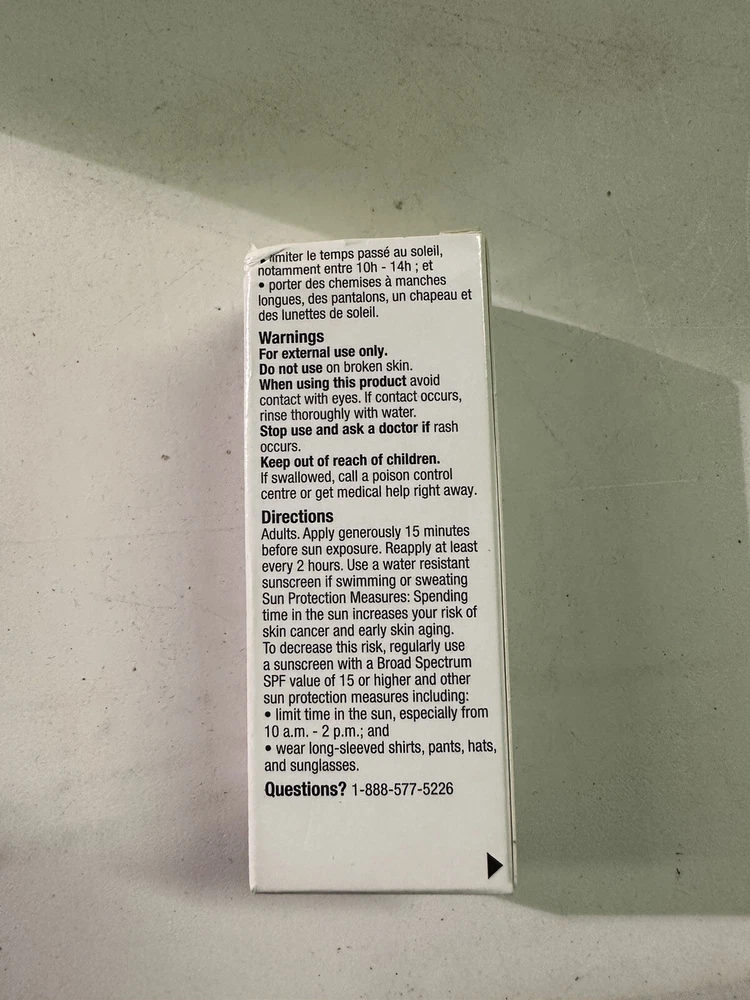 • limiter le temps passé au soleil,
notamment entre 10h - 14h ; et
• porter des chemises à manches
longues, des pantalons, un chapeau et
des lunettes de soleil.
Warnings
For external use only.
Do not use on broken skin.
When using this product avoid
contact with eyes. If contact occurs,
rinse thoroughly with water.
Stop use and ask a doctor if rash
occurs.
Keep out of reach of children.
If swallowed, call a poison control
centre or get medical help right away.
Directions
Adults. Apply generously 15 minutes
before sun exposure. Reapply at least
every 2 hours. Use a water resistant
sunscreen if swimming or sweating
Sun Protection Measures: Spending
time in the sun increases your risk of
skin cancer and early skin aging.
To decrease this risk, regularly use
a sunscreen with a Broad Spectrum
SPF value of 15 or higher and other
sun protection measures including:
• limit time in the sun, especially from
10 a.m. - 2 p.m.; and
• wear long-sleeved shirts, pants, hats,
and sunglasses.
Questions? 1-888-577-5226